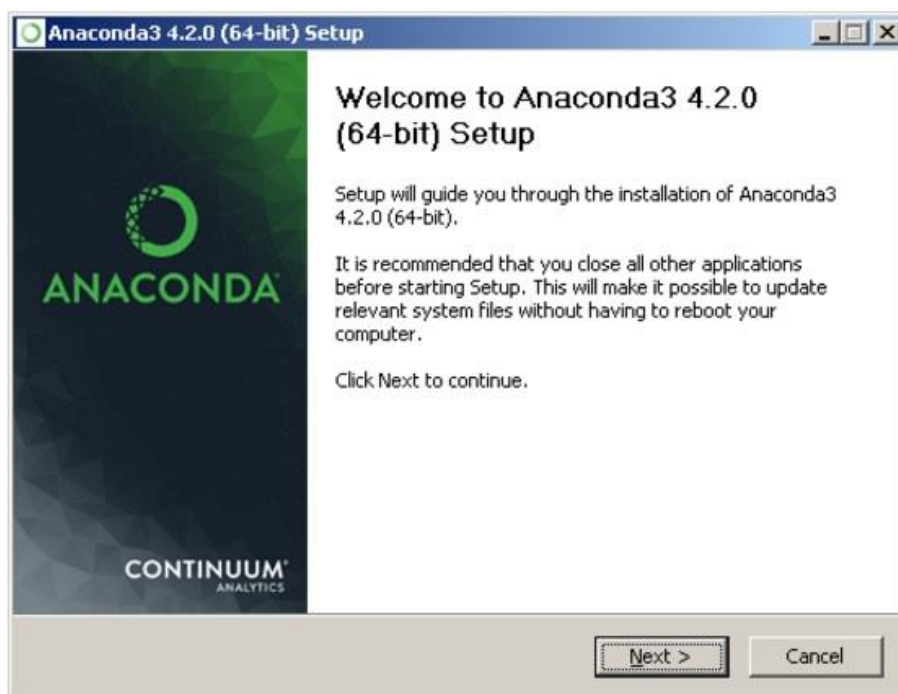 Anaconda3 4.2.0 (64-bit) Setup
Welcome to Anaconda3 4.2.0
(64-bit) Setup
Setup will guide you through the installation of Anaconda3
4.2.0 (64-bit).
It is recommended that you close all other applications
before starting Setup. This will make it possible to update
relevant system files without having to reboot your
computer.
Click Next to continue.
ANACONDA
CONTINUUM®
ANALYTICS
Next >
Cancel